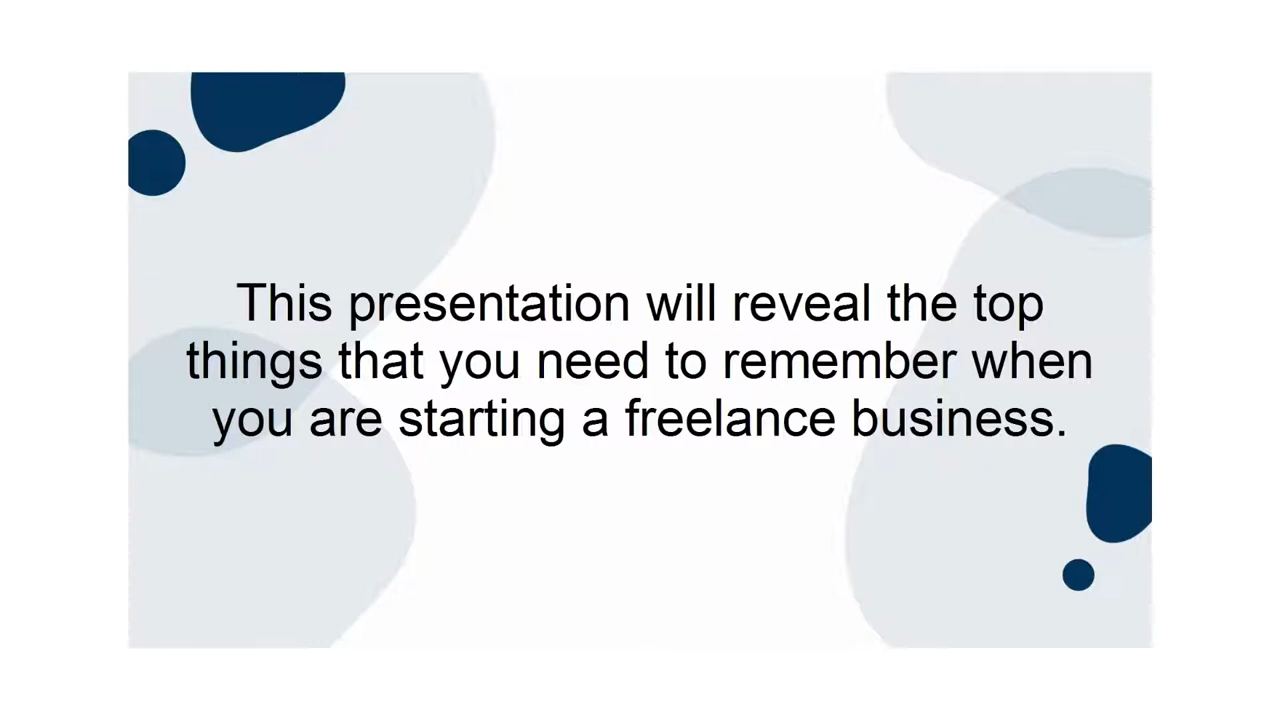 This presentation will reveal the top
things that you need to remember when
you are starting a freelance business.